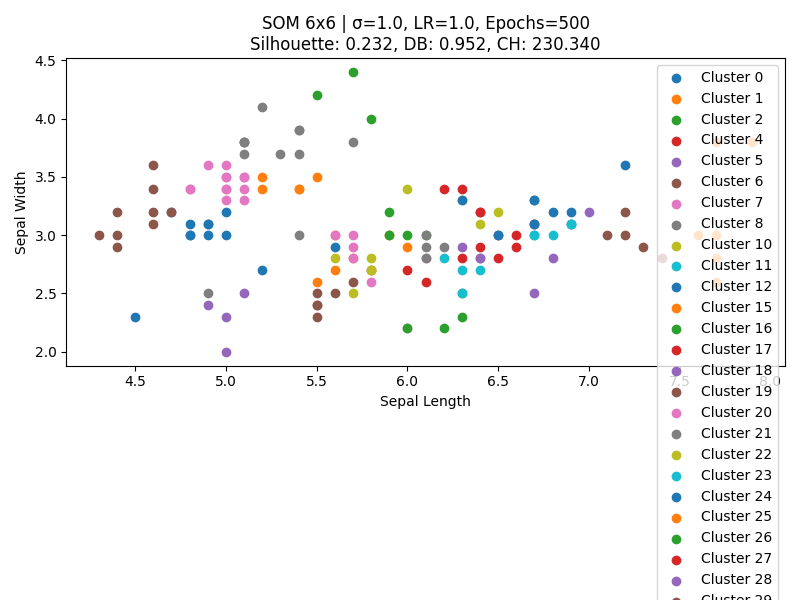 SOM 6x6 | σ=1.0, LR=1.0, Epochs=500
Silhouette: 0.232, DB: 0.952, CH: 230.340
4.5
4.0
3.5
3.0
2.5
2.0
Sepal Width
4.5
5.0
5.5
6.0
6.5
7.0
7.5
8.0
Sepal Length
Cluster 0
Cluster 1
Cluster 2
Cluster 4
Cluster 5
Cluster 6
Cluster 7
Cluster 8
Cluster 10
Cluster 11
Cluster 12
Cluster 15
Cluster 16
Cluster 17
Cluster 18
Cluster 19
Cluster 20
Cluster 21
Cluster 22
Cluster 23
Cluster 24
Cluster 25
Cluster 26
Cluster 27
Cluster 28
Cluster 29